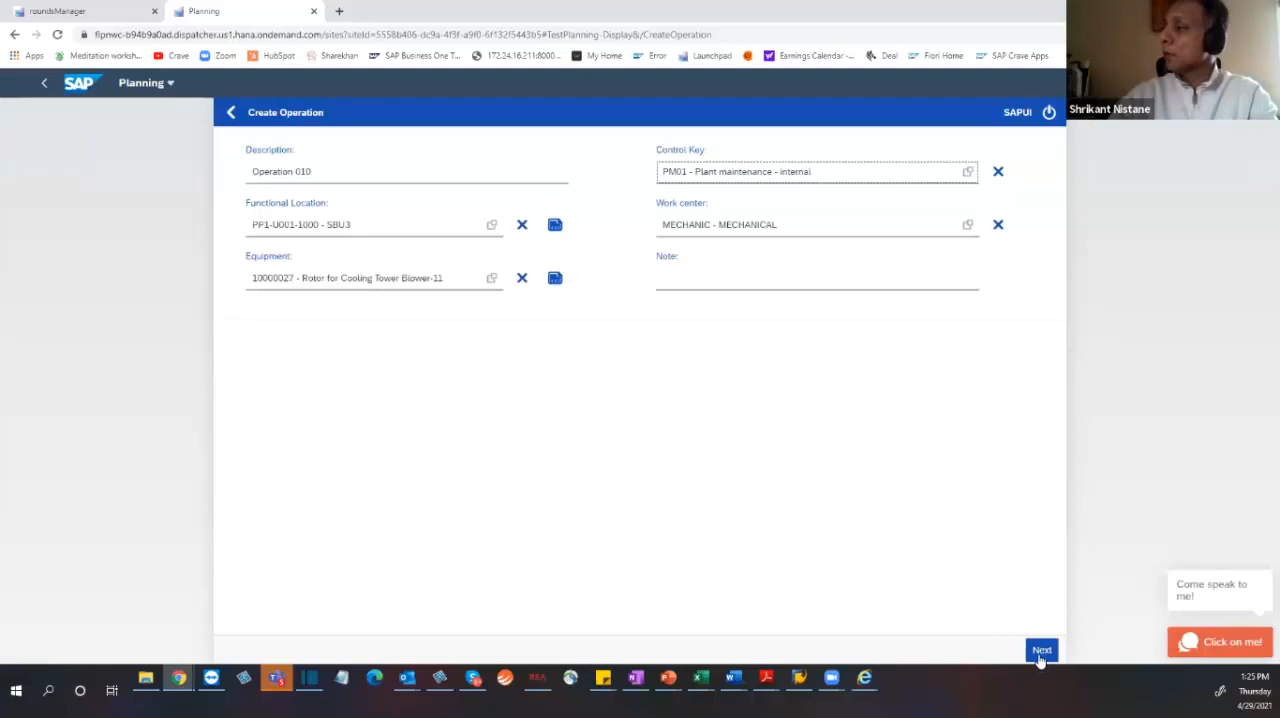 roundsManager
Planning
flpnwc-b94b9a0ad.dispatcher.us1.hana.ondemand.com/sites?siteId=5558b406-dc9a-4f3f-a9f0-6f132f5443b5#TestPlanning-Display&/CreateOperation
Apps
Meditation worksh...
Crave
Zoom
HubSpot
Sharekhan
SAP Business One T...
172.24.16.211:8000...
My Home
Error
Launchpad
Earnings Calendar -...
Deal
Fiori Home
SAP Crave Apps
SAP
Planning
Shrikant Nistane
Create Operation
SAPUI
Description:
Operation 010
Control Key:
PM01 - Plant maintenance - internal
Functional Location:
PP1-U001-1000 - SBU3
Work center:
MECHANIC - MECHANICAL
Equipment:
10000027 - Rotor for Cooling Tower Blower-11
Note:
Come speak to
me!
Click on me!
Next
1:25 PM
Thursday
4/29/2021